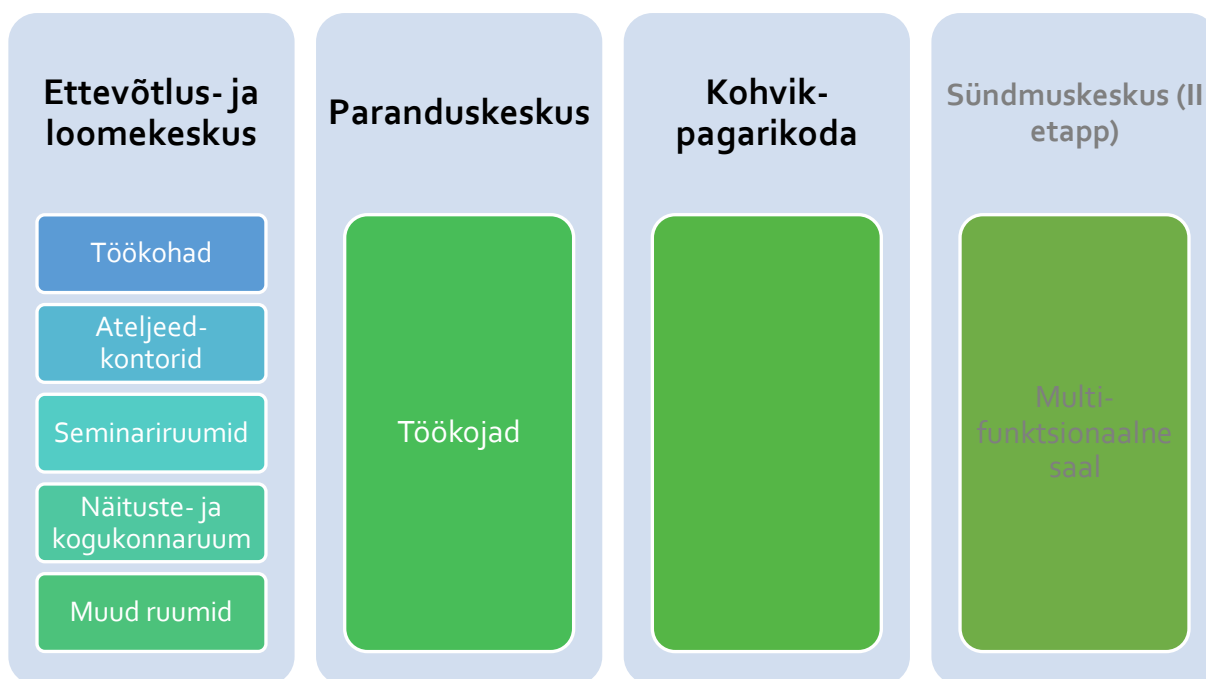 Ettevõtlus- ja
loomekeskus
Töökohad
Ateljeed-
kontorid
Seminariruumid
Näituste- ja
kogukonnaruum
Muud ruumid
Paranduskeskus
Töökojad
Kohvik-
pagarikoda
Sündmuskeskus (II
etapp)
Multi-
funktsionaalne
saal